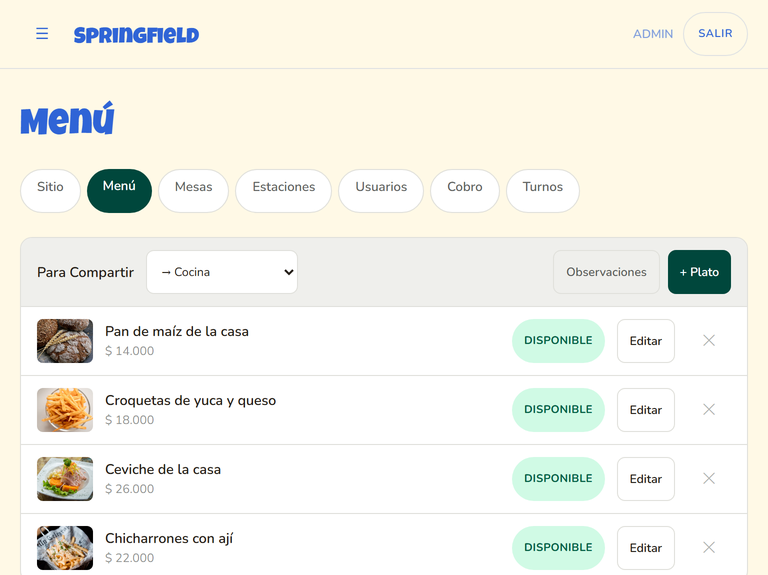 ☰ SPRINGFIELD ADMIN SALIR
Menú
Sitio Menú Mesas Estaciones Usuarios Cobro Turnos
Para Compartir → Cocina Observaciones + Plato
Pan de maíz de la casa
$ 14.000
DISPONIBLE Editar
Croquetas de yuca y queso
$ 18.000
DISPONIBLE Editar
Ceviche de la casa
$ 26.000
DISPONIBLE Editar
Chicharrones con ají
$ 22.000
DISPONIBLE Editar